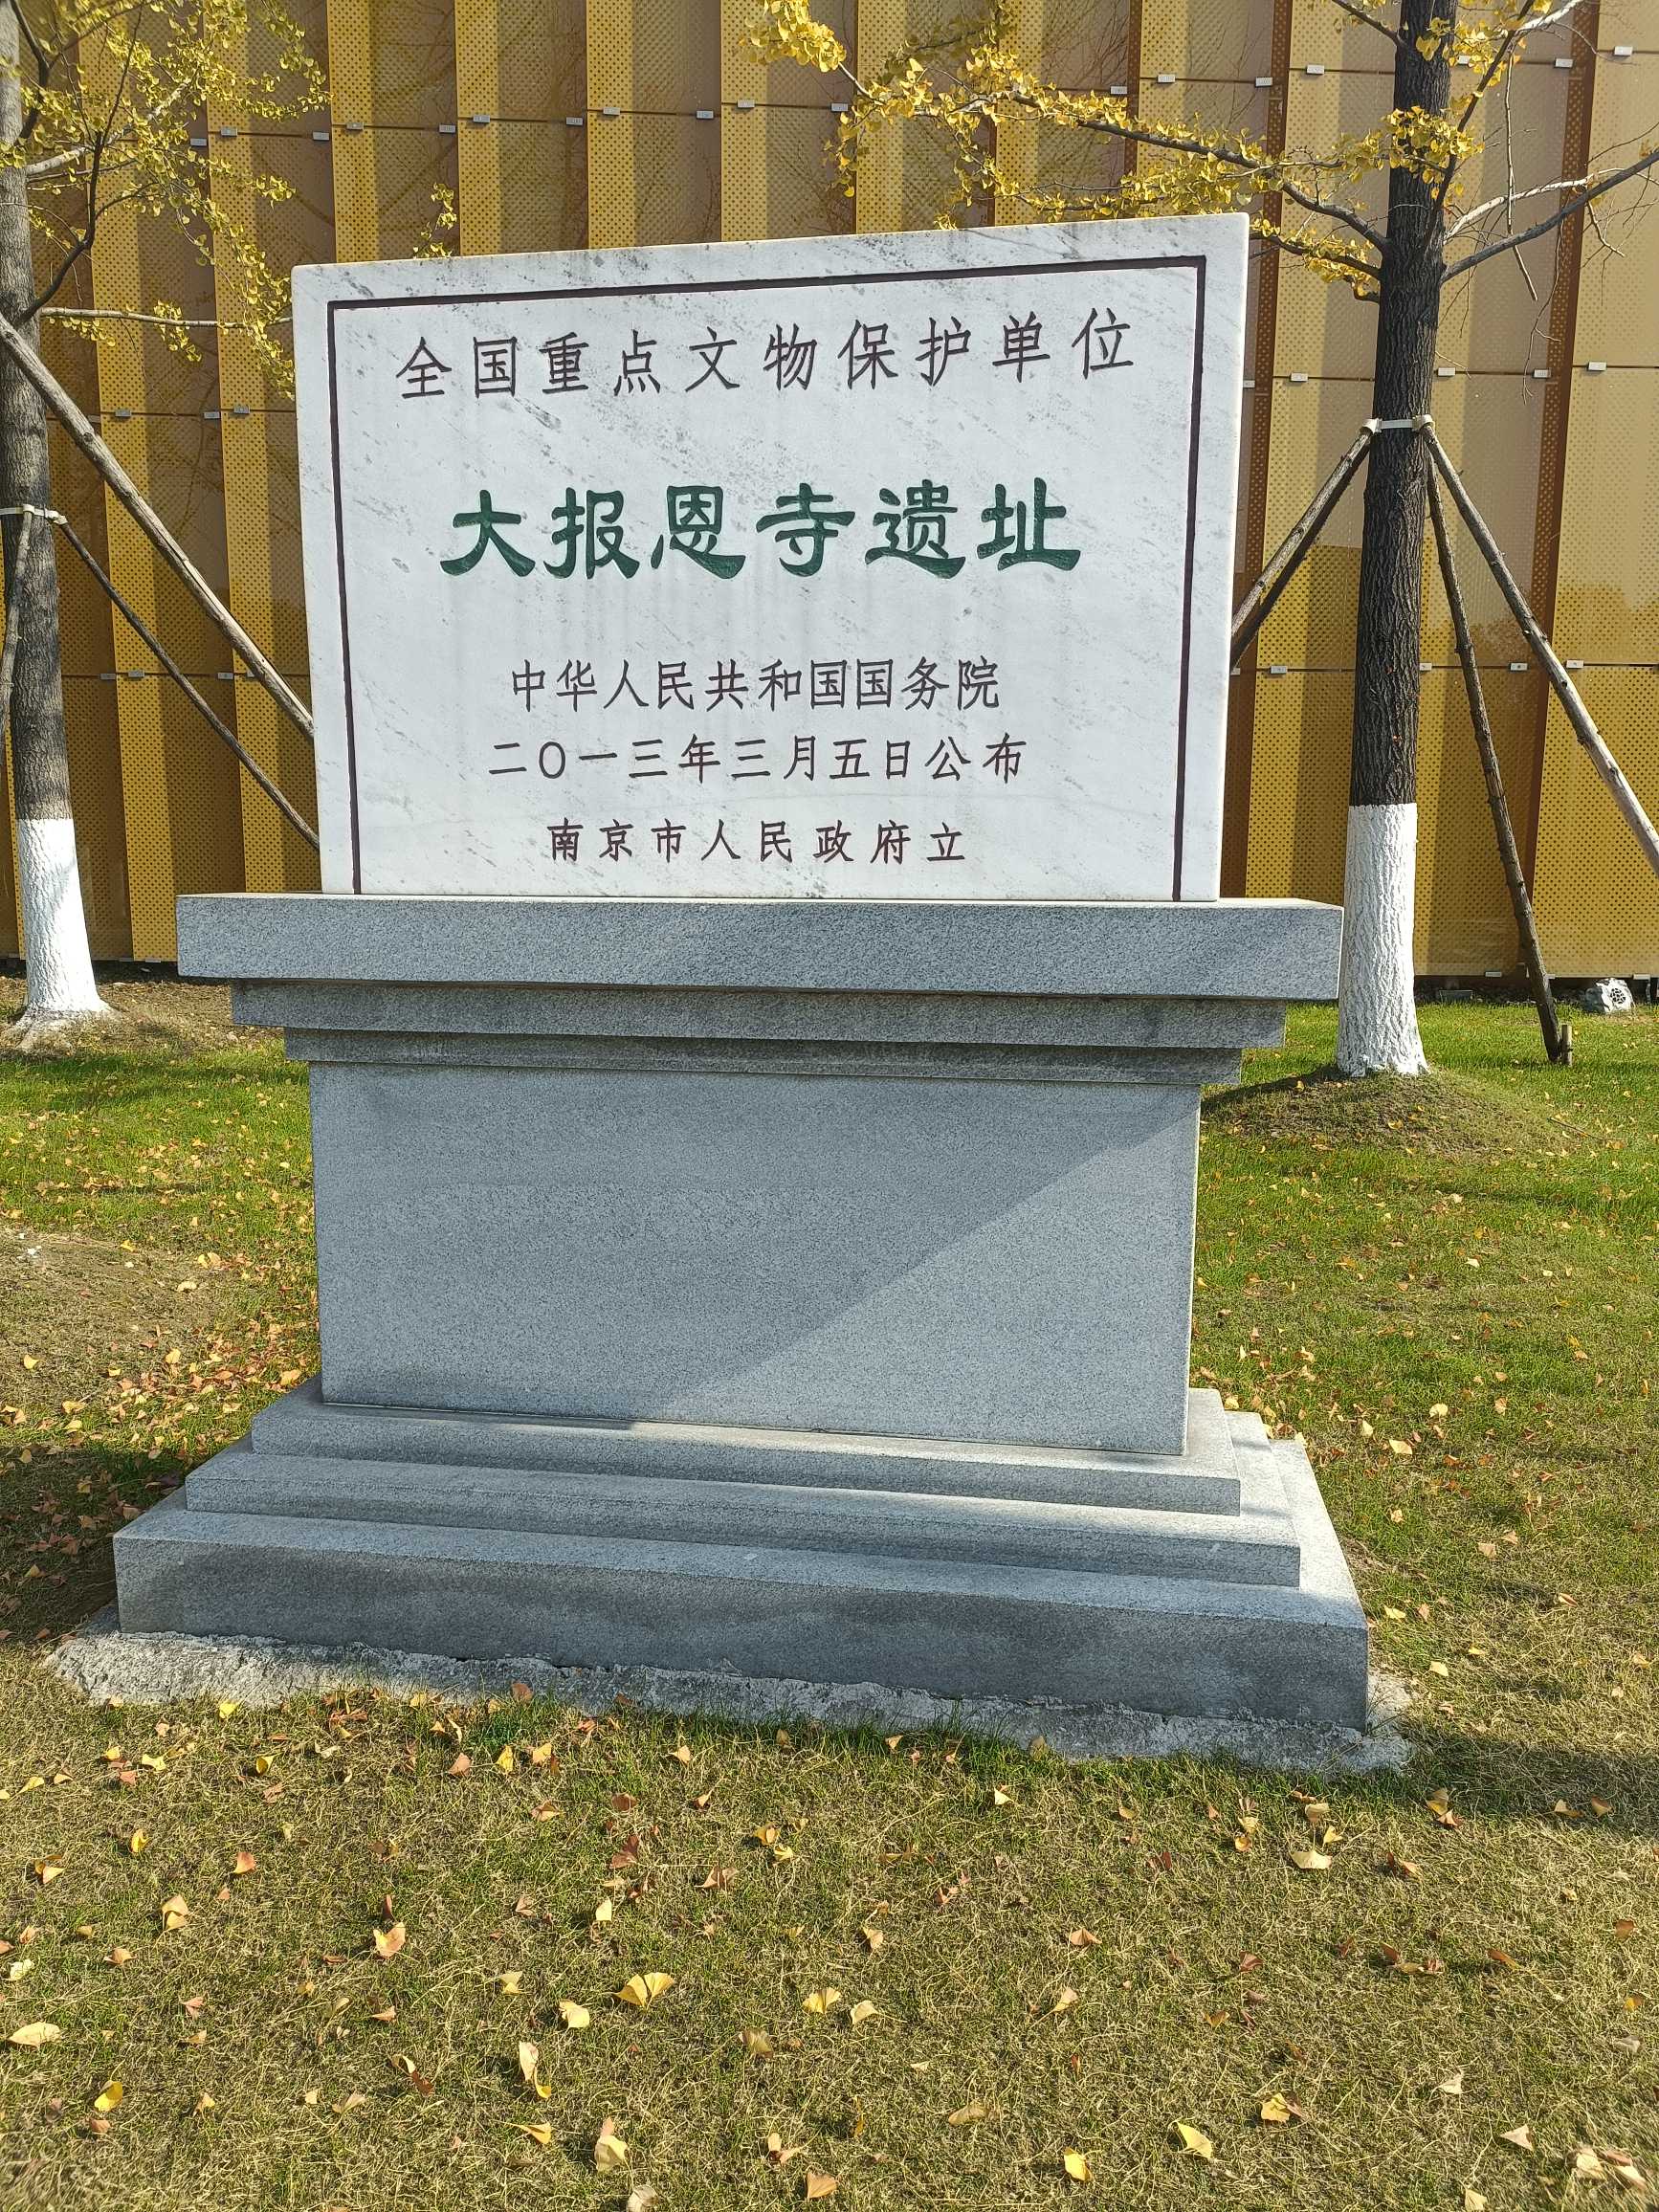 全国重点文物保护单位
大报恩寺遗址
中华人民共和国国务院
二〇一三年三月五日公布
南京市人民政府立